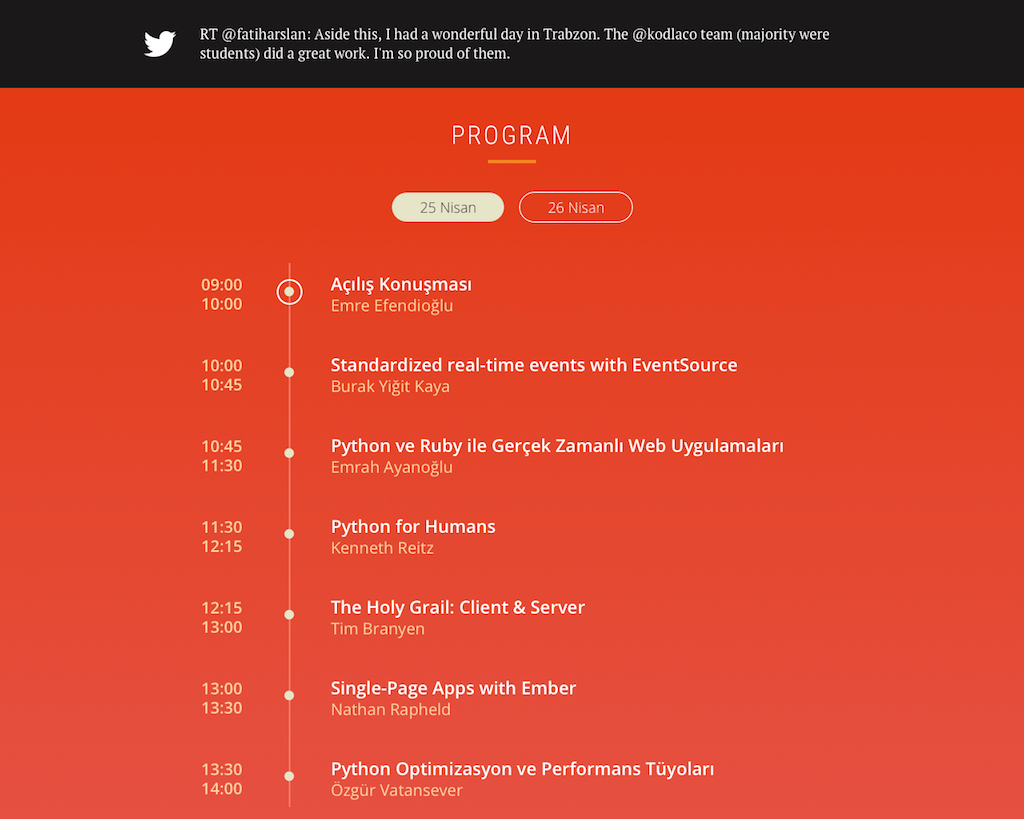 RT @fatiharslan: Aside this, I had a wonderful day in Trabzon. The @kodlaco team (majority were
students) did a great work. I'm so proud of them.
PROGRAM
25 Nisan
26 Nisan
09:00
10:00
Açılış Konuşması
Emre Efendioğlu
10:00
10:45
Standardized real-time events with EventSource
Burak Yiğit Kaya
10:45
11:30
Python ve Ruby ile Gerçek Zamanlı Web Uygulamaları
Emrah Ayanoğlu
11:30
12:15
Python for Humans
Kenneth Reitz
12:15
13:00
The Holy Grail: Client & Server
Tim Branyen
13:00
13:30
Single-Page Apps with Ember
Nathan Rapheld
13:30
14:00
Python Optimizasyon ve Performans Tüyoları
Özgür Vatansever